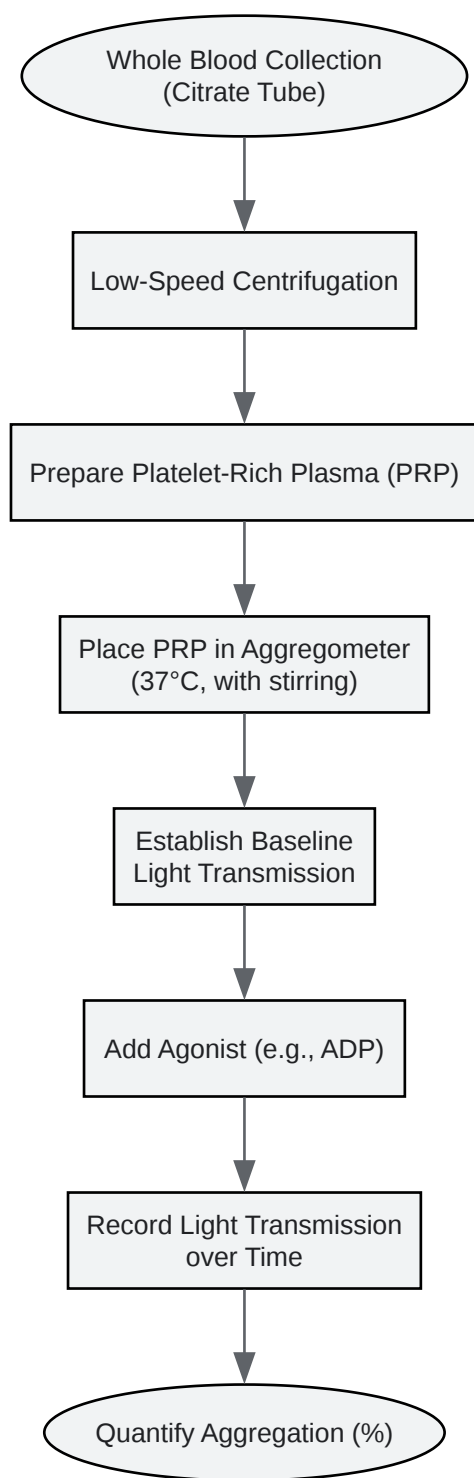 Whole Blood Collection
(Citrate Tube)
Low-Speed Centrifugation
Prepare Platelet-Rich Plasma (PRP)
Place PRP in Aggregometer
(37°C, with stirring)
Establish Baseline
Light Transmission
Add Agonist (e.g., ADP)
Record Light Transmission
over Time
Quantify Aggregation (%)